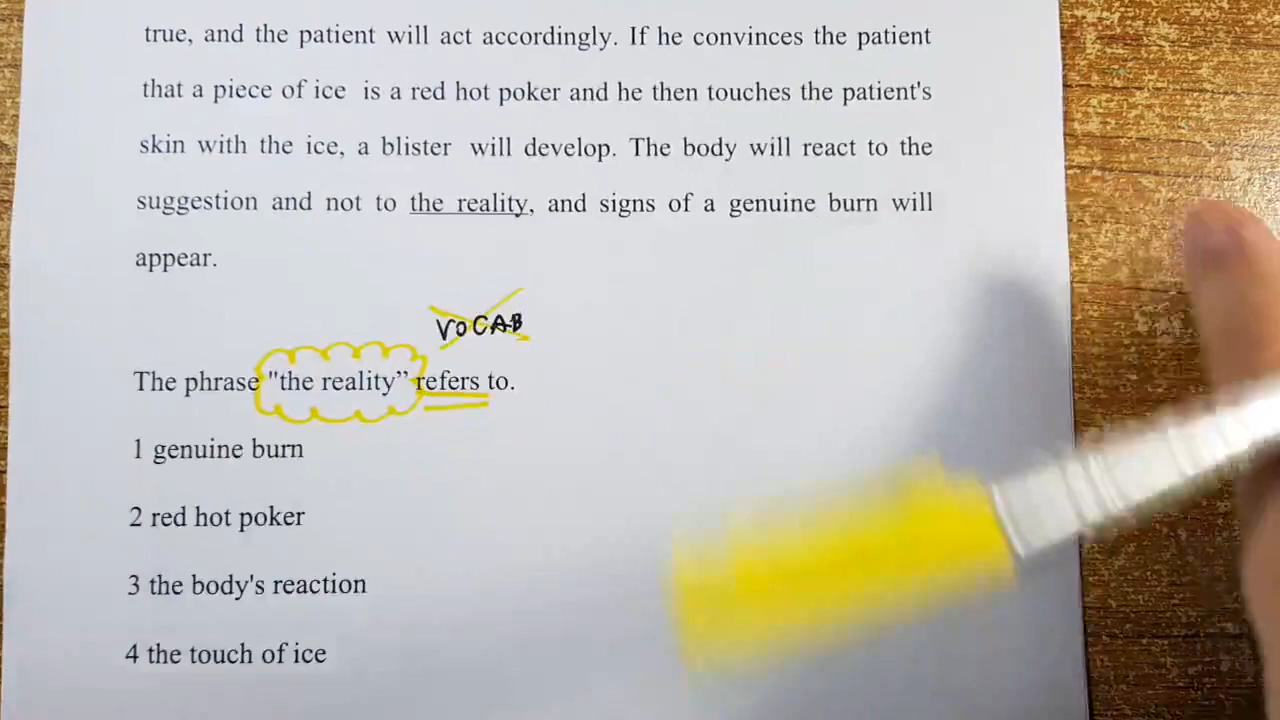 true, and the patient will act accordingly. If he convinces the patient
that a piece of ice is a red hot poker and he then touches the patient's
skin with the ice, a blister will develop. The body will react to the
suggestion and not to the reality, and signs of a genuine burn will
appear.
VOCAB
The phrase "the reality” refers to.
1 genuine burn
2 red hot poker
3 the body's reaction
4 the touch of ice